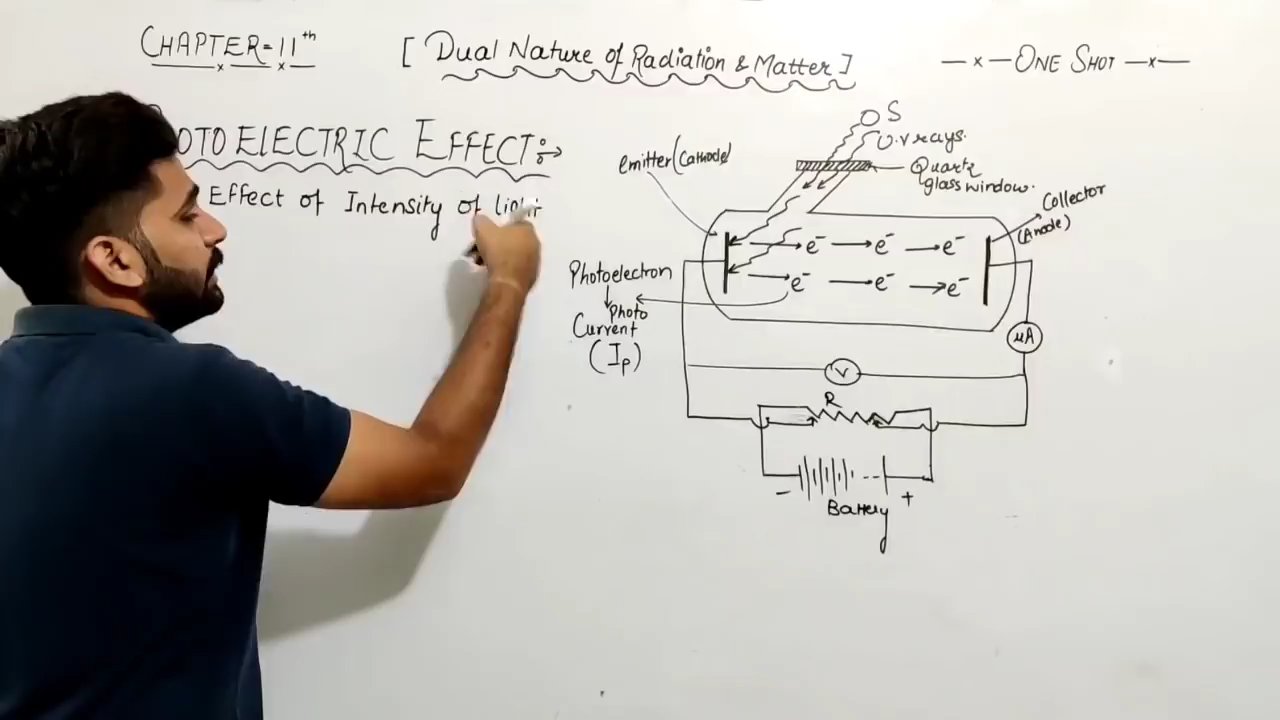 CHAPTER-11th
[ Dual Nature of Radiation & Matter ]
—x—ONE SHOT—x—
OTOELECTRIC EFFECT:→
Effect of Intensity of
S
U.V rays.
emitter (Cathode)
Quartz
glass window.
Collector
(Anode)
e⁻ e⁻ e⁻
e⁻ e⁻ e⁻
Photoelectron
Photo
Current
(Ip)
μA
V
R
- +
Battery